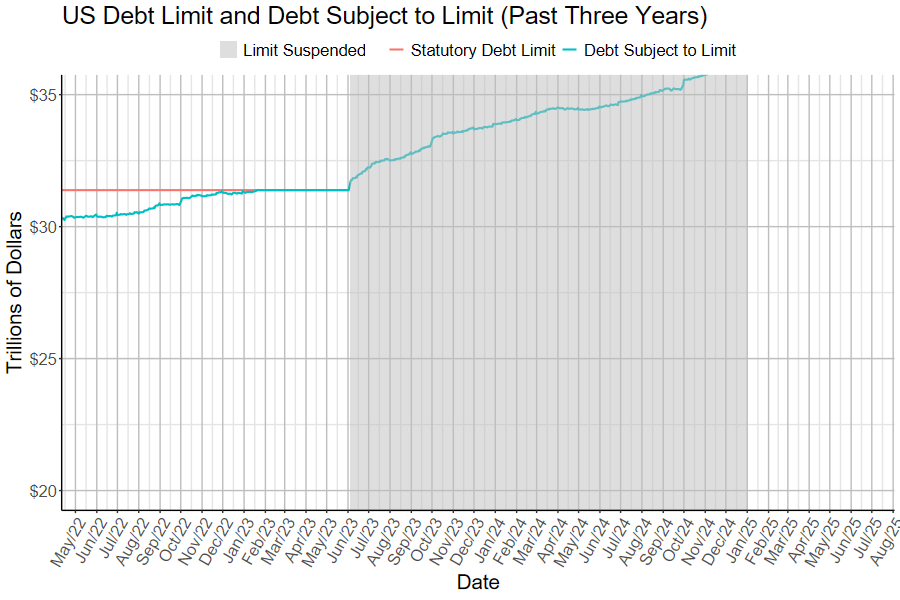 US Debt Limit and Debt Subject to Limit (Past Three Years)
Limit Suspended Statutory Debt Limit Debt Subject to Limit
Trillions of Dollars
$35
$30
$25
$20
May/22 Jun/22 Jul/22 Aug/22 Sep/22 Oct/22 Nov/22 Dec/22 Jan/23 Feb/23 Mar/23 Apr/23 May/23 Jun/23 Jul/23 Aug/23 Sep/23 Oct/23 Nov/23 Dec/23 Jan/24 Feb/24 Mar/24 Apr/24 May/24 Jun/24 Jul/24 Aug/24 Sep/24 Oct/24 Nov/24 Dec/24 Jan/25 Feb/25 Mar/25 Apr/25 May/25 Jun/25 Jul/25 Aug/25
Date